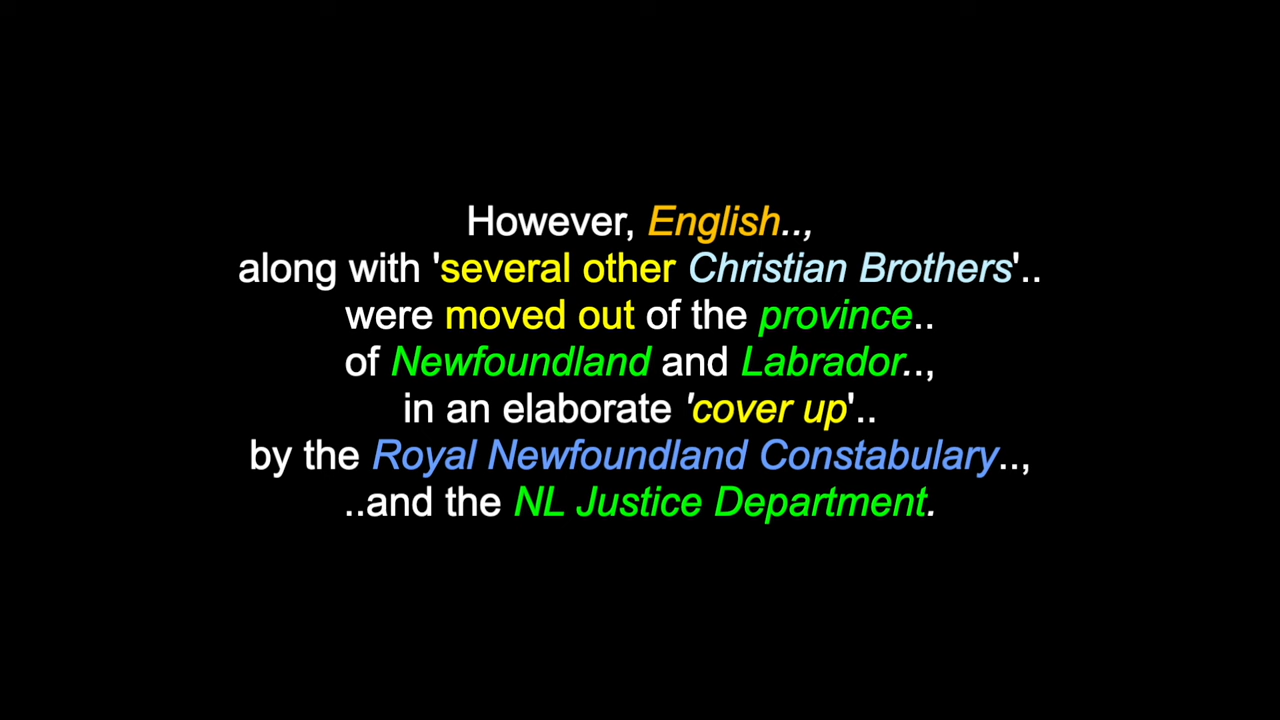 However, English..,
along with 'several other Christian Brothers'..
were moved out of the province..
of Newfoundland and Labrador..,
in an elaborate 'cover up'..
by the Royal Newfoundland Constabulary..,
..and the NL Justice Department.